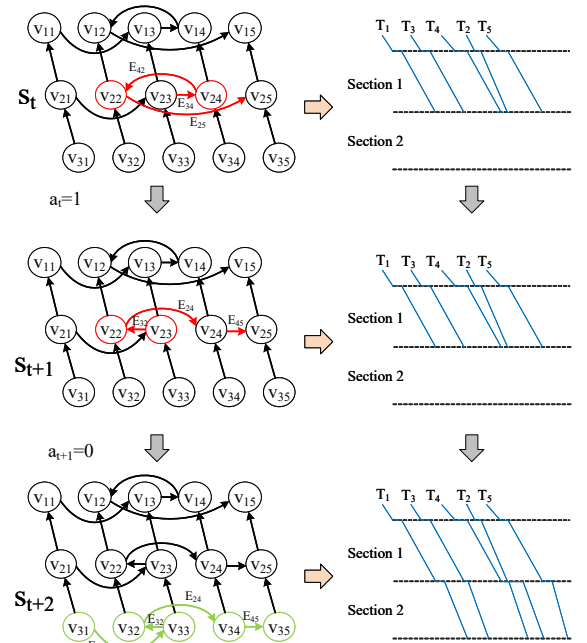 T1 T3 T4 T2 T5
v11 v12 v13 v14 v15
Section 1
E42
St v21 v22 v23 v24 v25
E34
E25
Section 2
v31 v32 v33 v34 v35
at=1
T1 T3 T4 T2 T5
v11 v12 v13 v14 v15
E24
Section 1
E32 E45
v21 v22 v23 v24 v25
St+1
Section 2
v31 v32 v33 v34 v35
at+1=0
T1 T3 T4 T2 T5
v11 v12 v13 v14 v15
Section 1
v21 v22 v23 v24 v25
St+2
E24
Section 2
E32 E45
v31 v32 v33 v34 v35